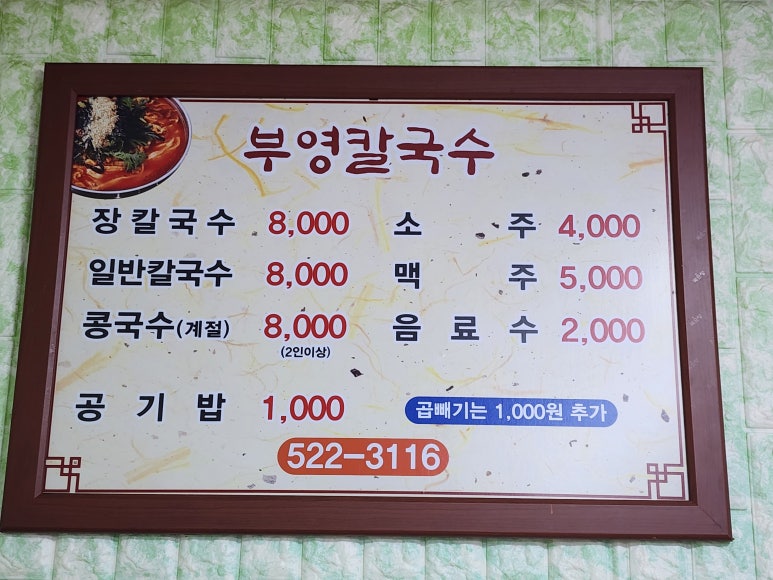 부영칼국수
장칼국수 8,000 소 주 4,000
일반칼국수 8,000 맥 주 5,000
콩국수(계절) 8,000 음 료 수 2,000
(2인이상)
공 기 밥 1,000 곱빼기는 1,000원 추가
522-3116